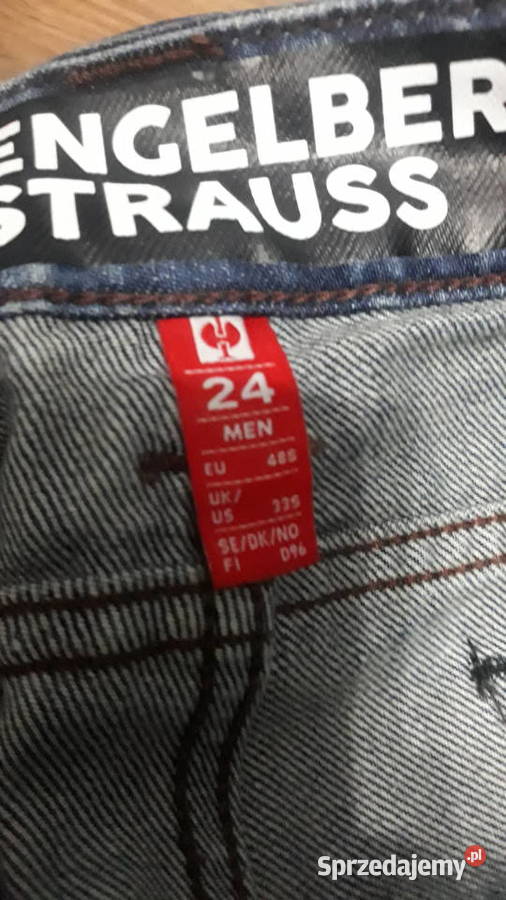 ENGELBER
STRAUSS
24
MEN
EU 48S
UK/
US 33S
SE/DK/NO
FI D96
Sprzedajemy.pl